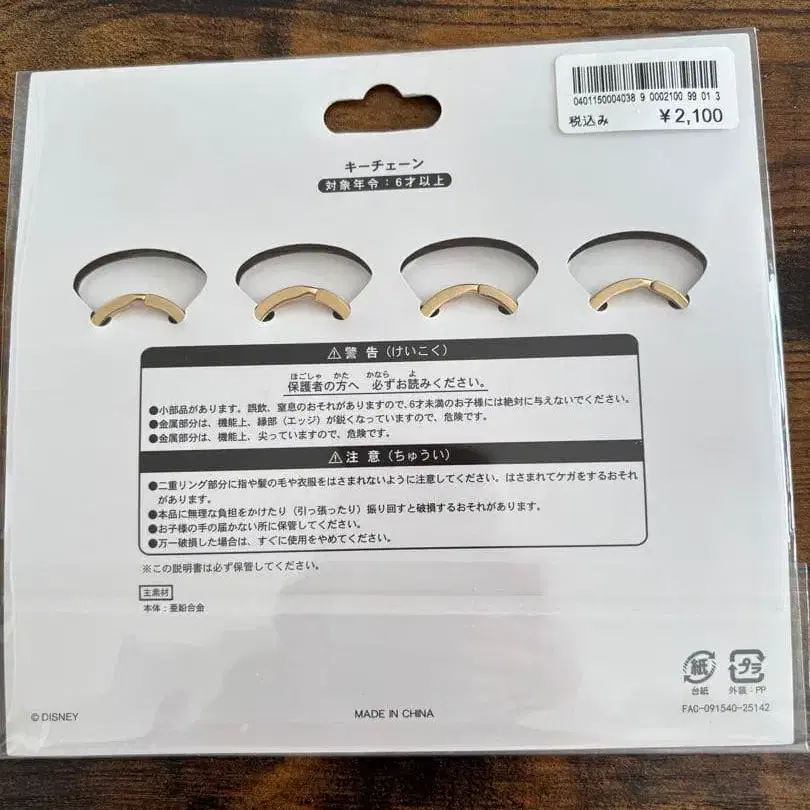 0401150004038 9 0002100 99 01 3
税込み ¥2,100
キーチェーン
対象年令：6才以上
⚠警 告（けいこく）
ほごしゃ かた かなら よ
保護者の方へ 必ずお読みください。
●小部品があります。誤飲、窒息のおそれがありますので、6才未満のお子様には絶対に与えないでください。
●金属部分は、機能上、縁部（エッジ）が鋭くなっていますので、危険です。
●金属部分は、機能上、尖っていますので、危険です。
⚠注 意（ちゅうい）
●二重リング部分に指や髪の毛や衣服をはさまれないように注意してください。はさまれてケガをするおそれ
があります。
●本品に無理な負担をかけたり（引っ張ったり）振り回すと破損するおそれがあります。
●お子様の手の届かない所に保管してください。
●万一破損した場合は、すぐに使用をやめてください。
※この説明書は必ず保管してください。
主素材
本体：亜鉛合金
紙 プラ
台紙 外装：PP
FAC-091540-25142
© DISNEY
MADE IN CHINA